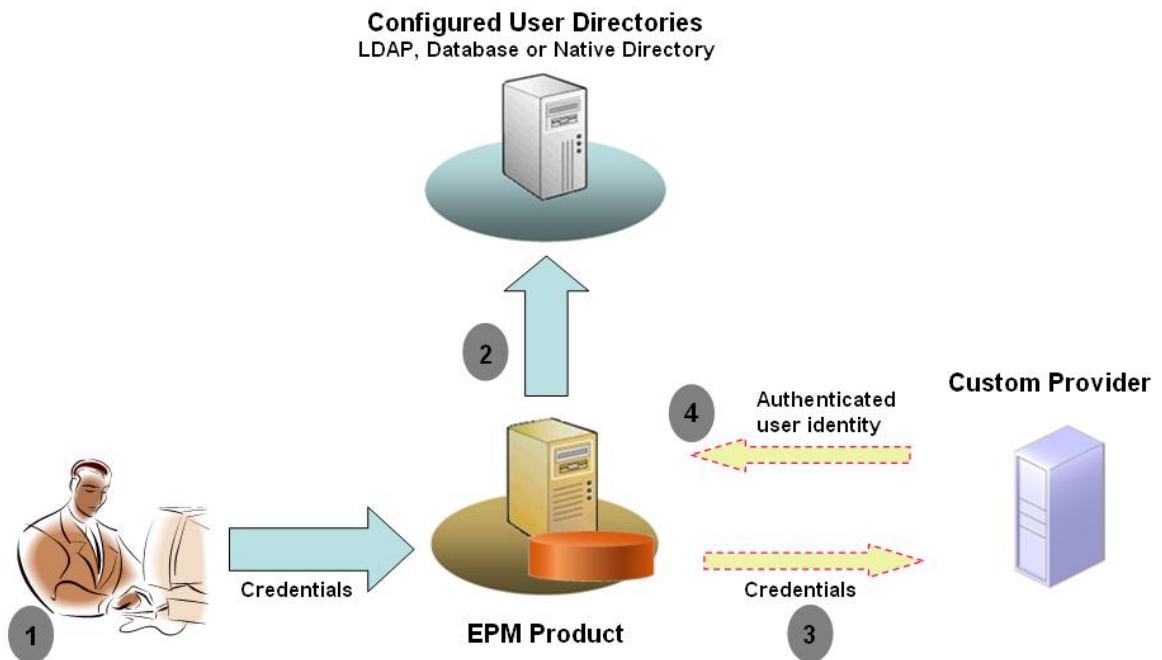 Configured User Directories
LDAP, Database or Native Directory
2
Custom Provider
4
Authenticated
user identity
Credentials
Credentials
1
EPM Product
3